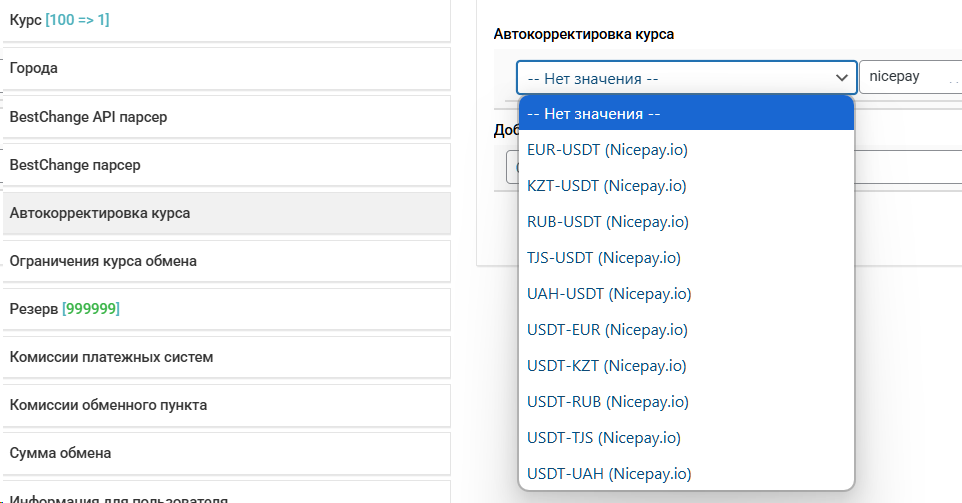 Курс [100 => 1]
Города
BestChange API парсер
BestChange парсер
Автокорректировка курса
Ограничения курса обмена
Резерв [999999]
Комиссии платежных систем
Комиссии обменного пункта
Сумма обмена
Информация для пользователя
Автокорректировка курса
-- Нет значения --
nicepay
-- Нет значения --
EUR-USDT (Nicepay.io)
KZT-USDT (Nicepay.io)
RUB-USDT (Nicepay.io)
TJS-USDT (Nicepay.io)
UAH-USDT (Nicepay.io)
USDT-EUR (Nicepay.io)
USDT-KZT (Nicepay.io)
USDT-RUB (Nicepay.io)
USDT-TJS (Nicepay.io)
USDT-UAH (Nicepay.io)